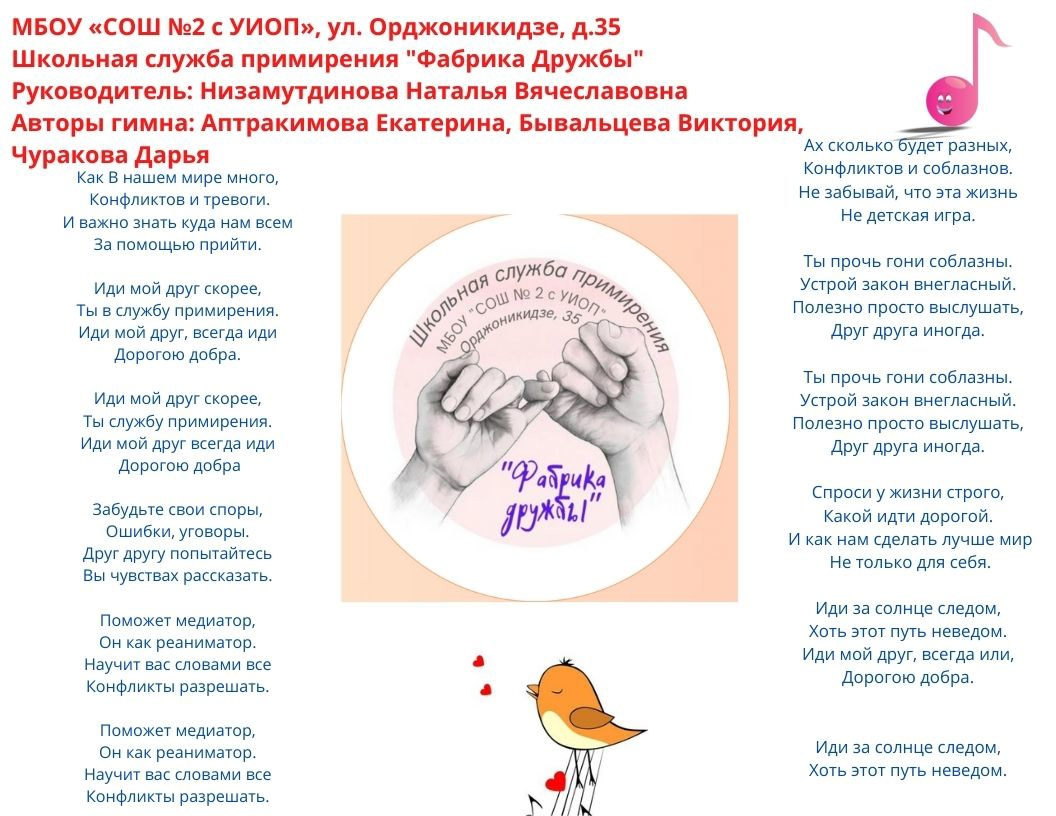 МБОУ «СОШ №2 с УИОП», ул. Орджоникидзе, д.35
Школьная служба примирения "Фабрика Дружбы"
Руководитель: Низамутдинова Наталья Вячеславовна
Авторы гимна: Аптракимова Екатерина, Бывальцева Виктория,
Чуракова Дарья
Как В нашем мире много,
Конфликтов и тревоги.
И важно знать куда нам всем
За помощью прийти.
Иди мой друг скорее,
Ты в службу примирения.
Иди мой друг, всегда иди
Дорогою добра.
Иди мой друг скорее,
Ты службу примирения.
Иди мой друг всегда иди
Дорогою добра
Забудьте свои споры,
Ошибки, уговоры.
Друг другу попытайтесь
Вы чувствах рассказать.
Поможет медиатор,
Он как реаниматор.
Научит вас словами все
Конфликты разрешать.
Поможет медиатор,
Он как реаниматор.
Научит вас словами все
Конфликты разрешать.
Школьная служба примирения
МБОУ "СОШ № 2 с УИОП"
Орджоникидзе, 35
"Фабрика
дружбы"
Ах сколько будет разных,
Конфликтов и соблазнов.
Не забывай, что эта жизнь
Не детская игра.
Ты прочь гони соблазны.
Устрой закон внегласный.
Полезно просто выслушать,
Друг друга иногда.
Ты прочь гони соблазны.
Устрой закон внегласный.
Полезно просто выслушать,
Друг друга иногда.
Спроси у жизни строго,
Какой идти дорогой.
И как нам сделать лучше мир
Не только для себя.
Иди за солнце следом,
Хоть этот путь неведом.
Иди мой друг, всегда или,
Дорогою добра.
Иди за солнце следом,
Хоть этот путь неведом.